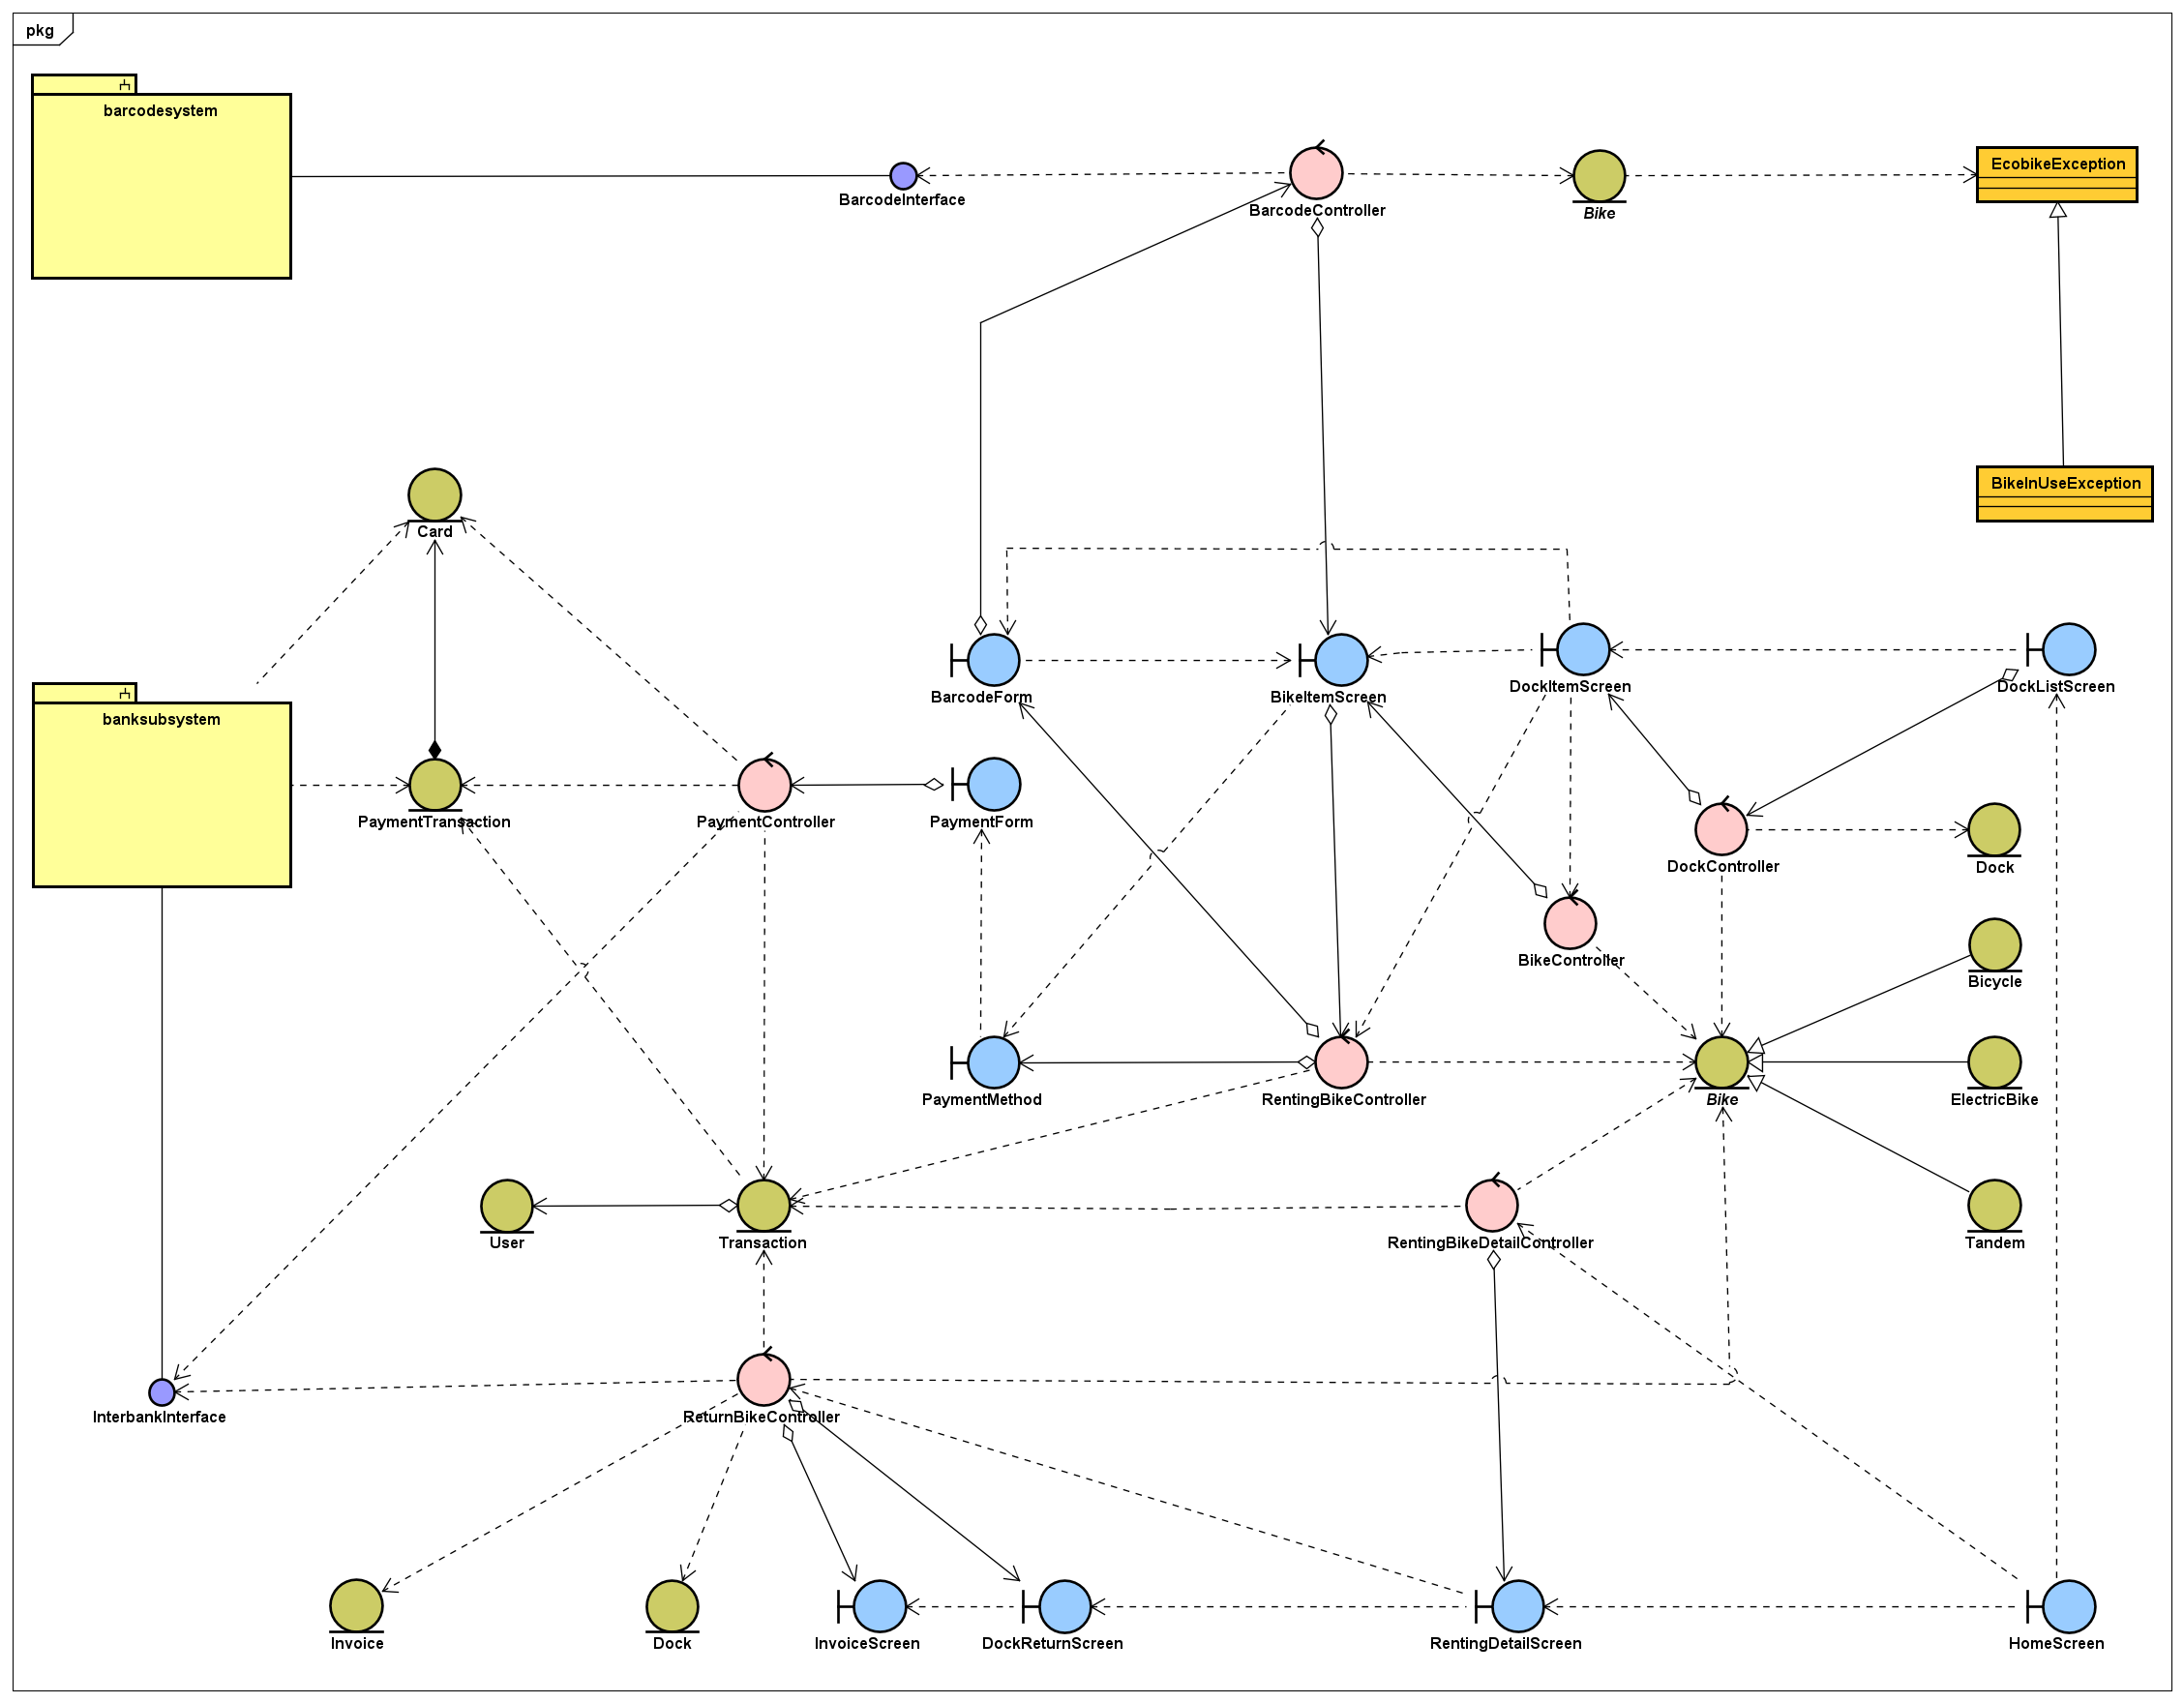 pkg
barcodesystem
BarcodeInterface
BarcodeController
Bike
EcobikeException
BikeInUseException
Card
banksubsystem
BarcodeForm
BikeItemScreen
DockItemScreen
DockListScreen
PaymentTransaction
PaymentController
PaymentForm
DockController
Dock
BikeController
Bicycle
PaymentMethod
RentingBikeController
Bike
ElectricBike
User
Transaction
RentingBikeDetailController
Tandem
InterbankInterface
ReturnBikeController
Invoice
Dock
InvoiceScreen
DockReturnScreen
RentingDetailScreen
HomeScreen